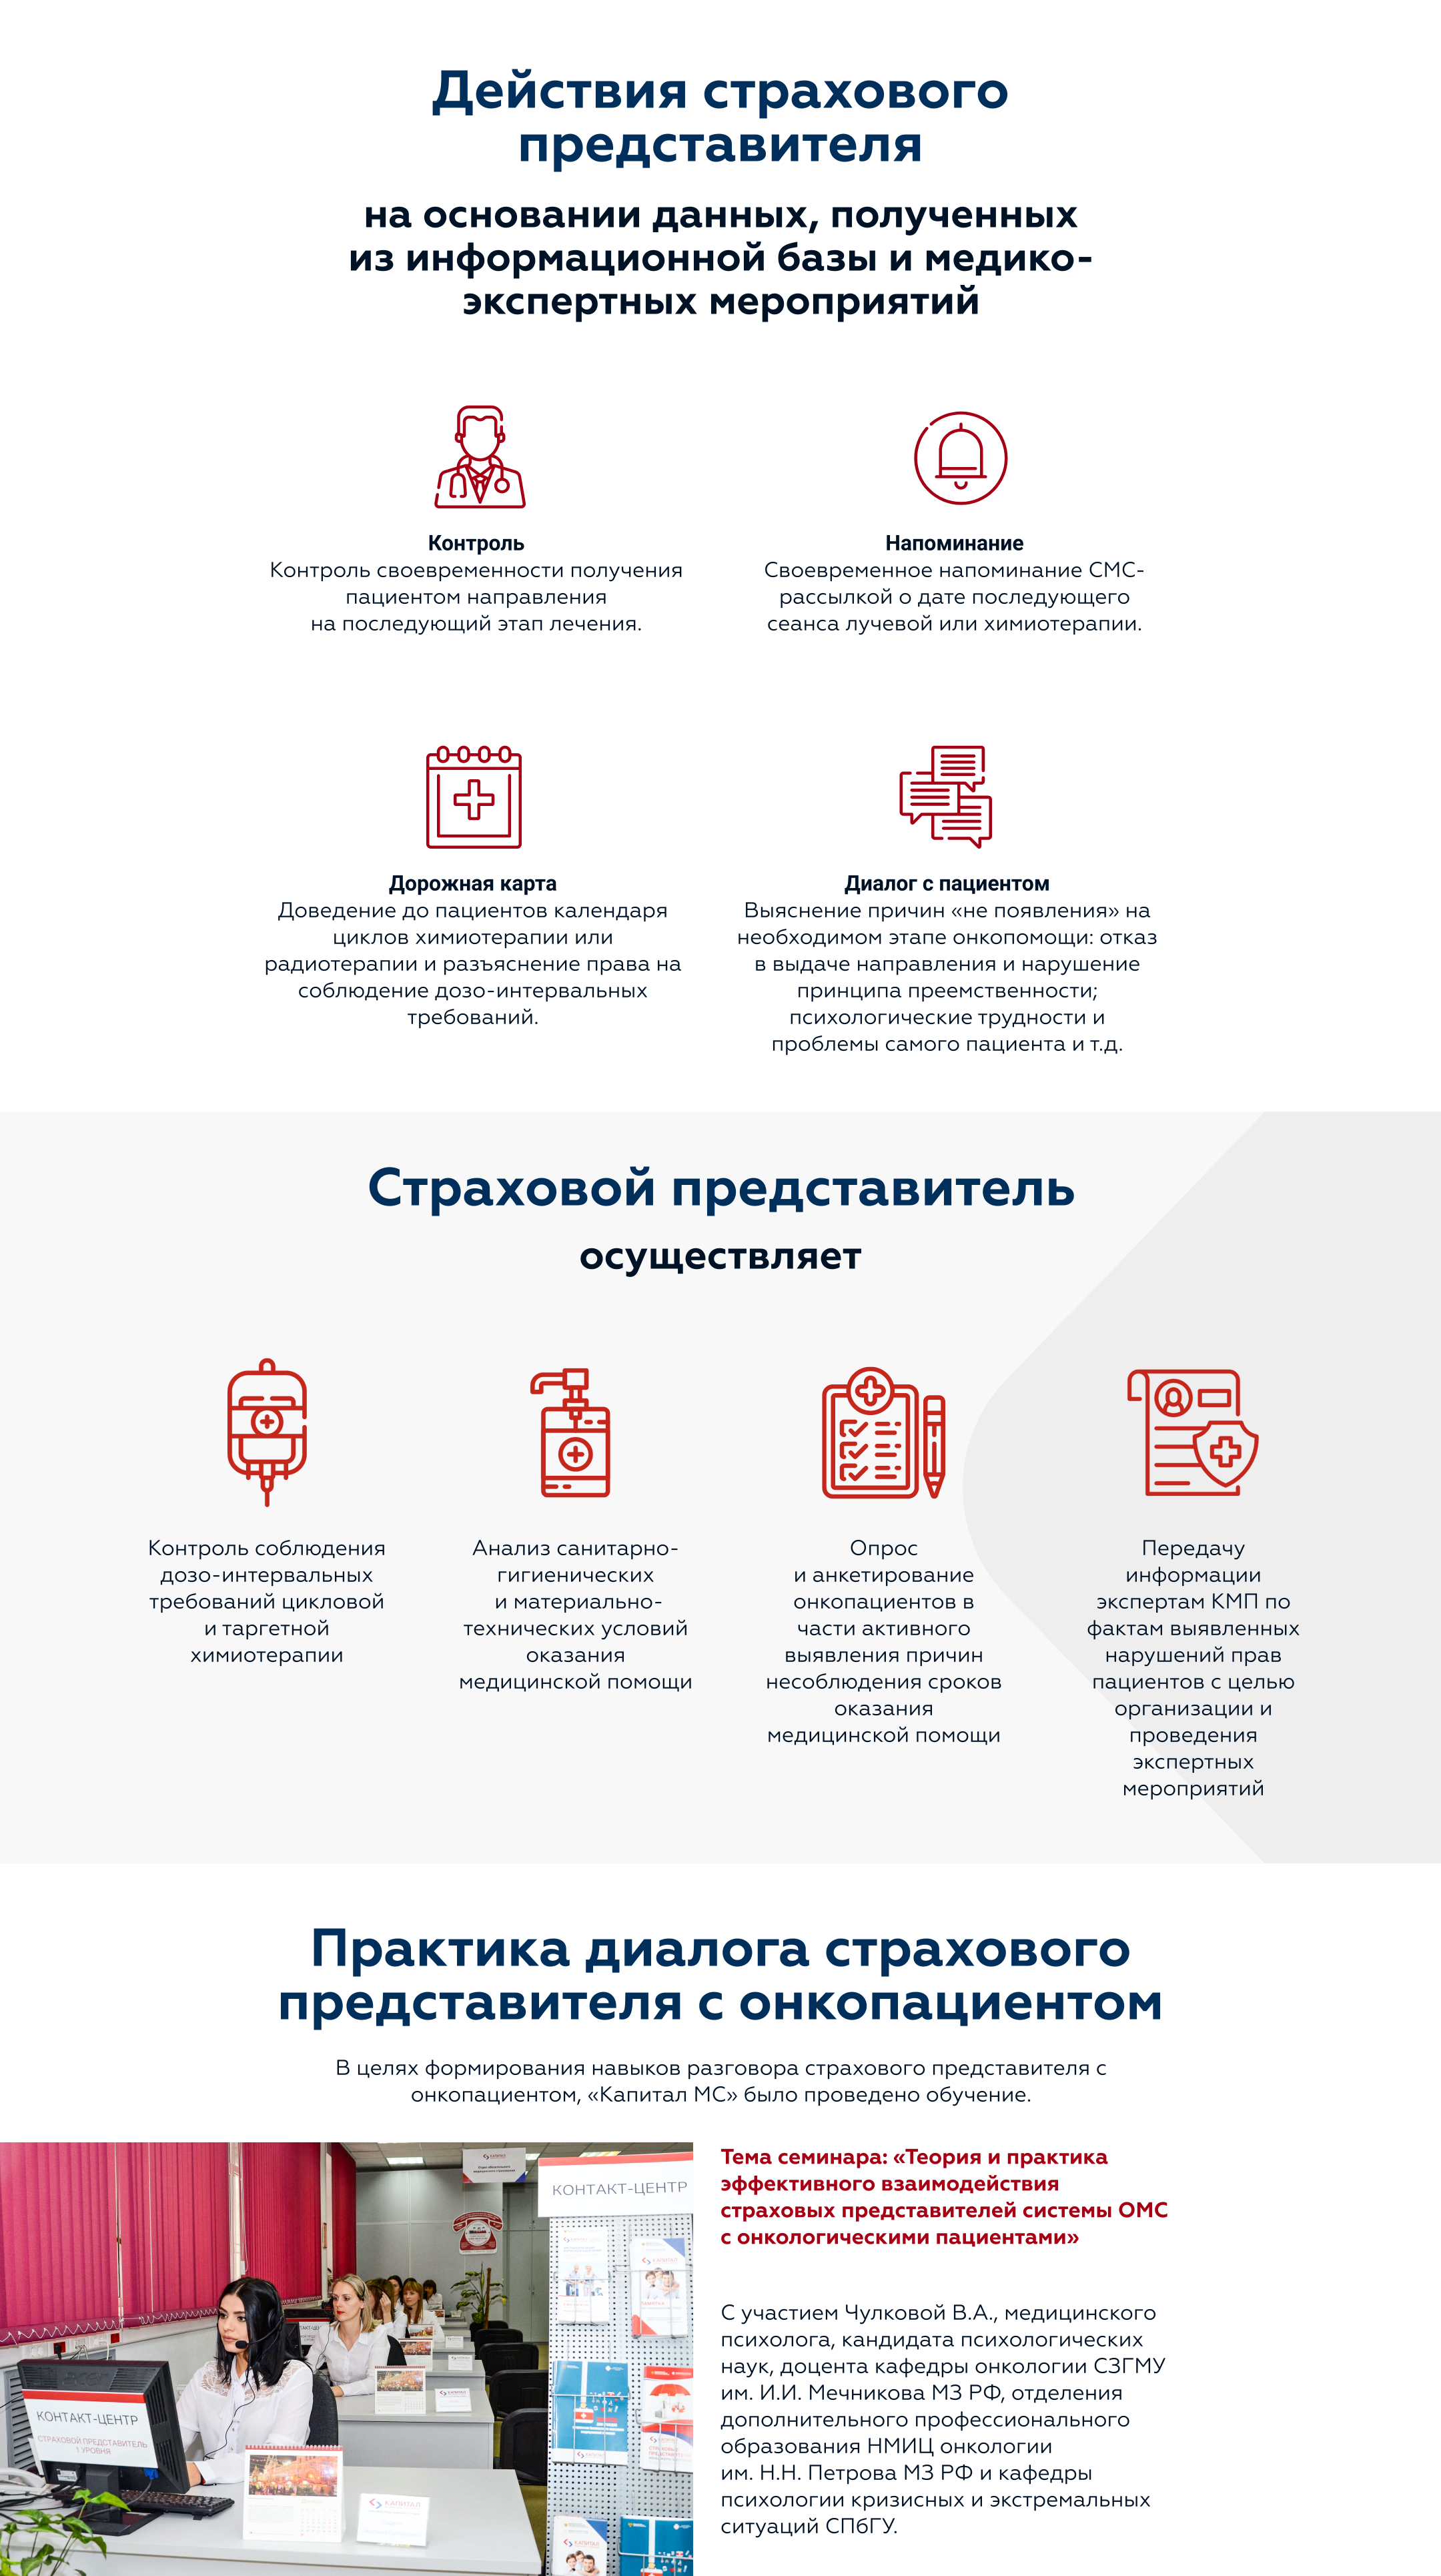 Действия страхового
представителя
на основании данных, полученных
из информационной базы и медико-
экспертных мероприятий
Контроль
Контроль своевременности получения
пациентом направления
на последующий этап лечения.
Напоминание
Своевременное напоминание СМС-
рассылкой о дате последующего
сеанса лучевой или химиотерапии.
Дорожная карта
Доведение до пациентов календаря
циклов химиотерапии или
радиотерапии и разъяснение права на
соблюдение дозо-интервальных
требований.
Диалог с пациентом
Выяснение причин «не появления» на
необходимом этапе онкопомощи: отказ
в выдаче направления и нарушение
принципа преемственности;
психологические трудности и
проблемы самого пациента и т.д.
Страховой представитель
осуществляет
Контроль соблюдения
дозо-интервальных
требований цикловой
и таргетной
химиотерапии
Анализ санитарно-
гигиенических
и материально-
технических условий
оказания
медицинской помощи
Опрос
и анкетирование
онкопациентов в
части активного
выявления причин
несоблюдения сроков
оказания
медицинской помощи
Передачу
информации
экспертам КМП по
фактам выявленных
нарушений прав
пациентов с целью
организации и
проведения
экспертных
мероприятий
Практика диалога страхового
представителя с онкопациентом
В целях формирования навыков разговора страхового представителя с
онкопациентом, «Капитал МС» было проведено обучение.
КОНТАКТ-ЦЕНТР
КОНТАКТ-ЦЕНТР
СТРАХОВОЙ ПРЕДСТАВИТЕЛЬ
1 УРОВНЯ
КАПИТАЛ
Тема семинара: «Теория и практика
эффективного взаимодействия
страховых представителей системы ОМС
с онкологическими пациентами»
С участием Чулковой В.А., медицинского
психолога, кандидата психологических
наук, доцента кафедры онкологии СЗГМУ
им. И.И. Мечникова МЗ РФ, отделения
дополнительного профессионального
образования НМИЦ онкологии
им. Н.Н. Петрова МЗ РФ и кафедры
психологии кризисных и экстремальных
ситуаций СПбГУ.